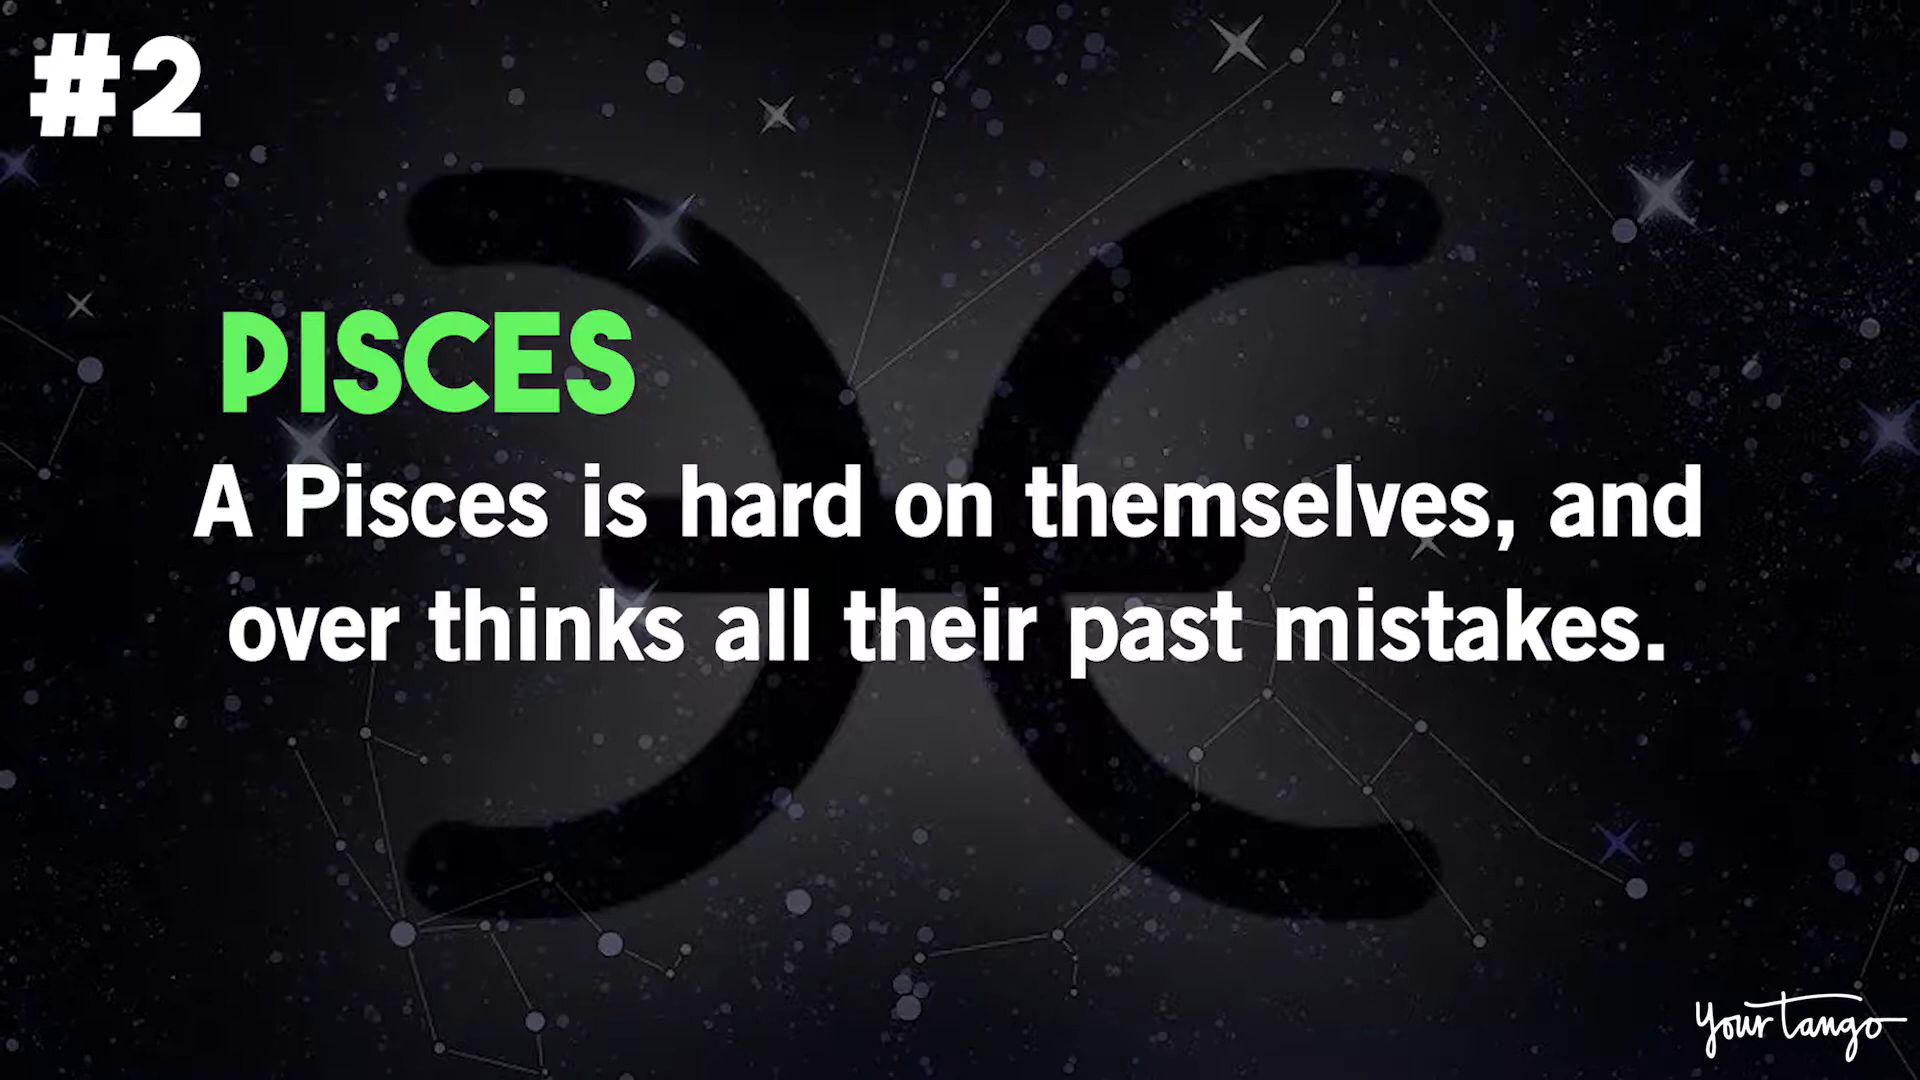 #2
PISCES
A Pisces is hard on themselves, and
over thinks all their past mistakes.
yourtango